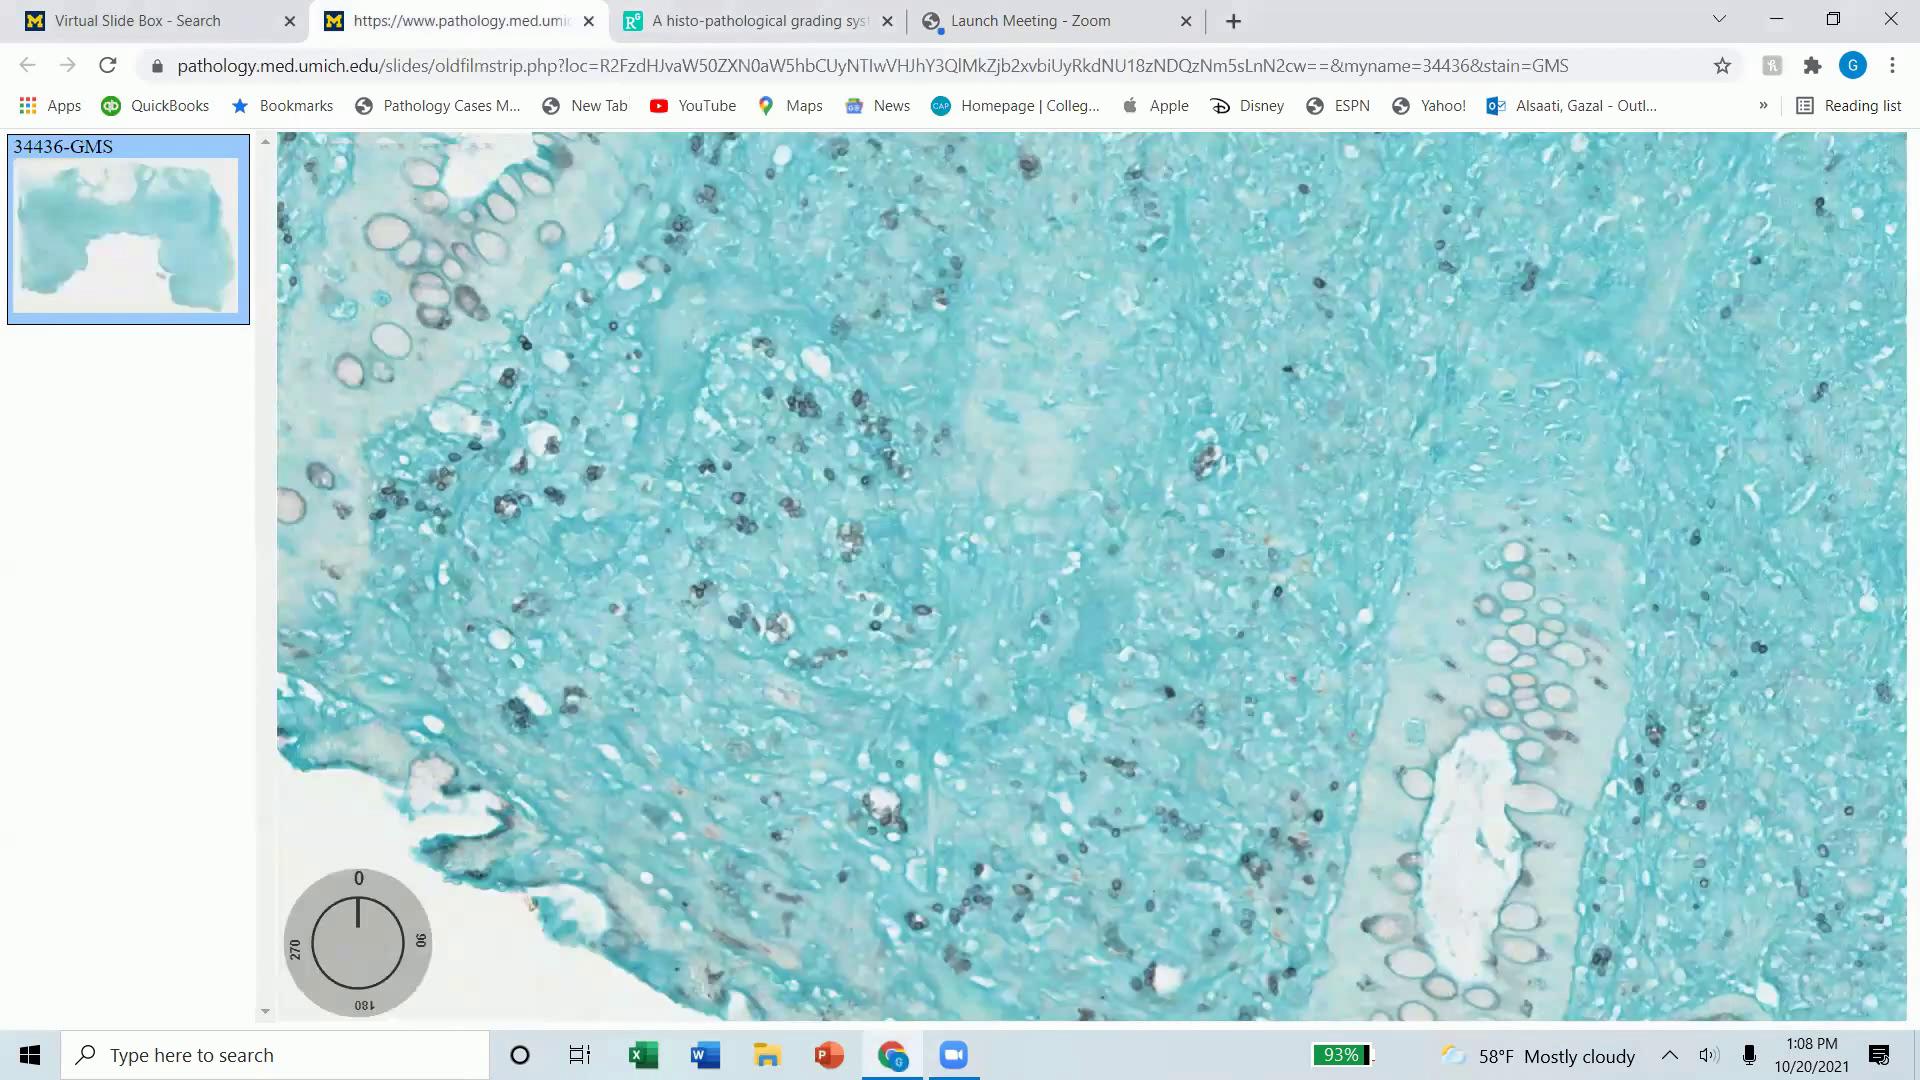 Virtual Slide Box - Search
https://www.pathology.med.umic
A histo-pathological grading sys
Launch Meeting - Zoom
pathology.med.umich.edu/slides/oldfilmstrip.php?loc=R2FzdHJvaW50ZXN0aW5hbCUyNTIwVHJhY3QlMkZjb2xvbiUyRkdNU18zNDQzNm5sLnN2cw==&myname=34436&stain=GMS
Apps
QuickBooks
Bookmarks
Pathology Cases M...
New Tab
YouTube
Maps
News
CAP
Homepage | Colleg...
Apple
Disney
ESPN
Yahoo!
Alsaati, Gazal - Outl...
»
Reading list
34436-GMS
0
90
180
270
Type here to search
93%
58°F Mostly cloudy
1:08 PM
10/20/2021